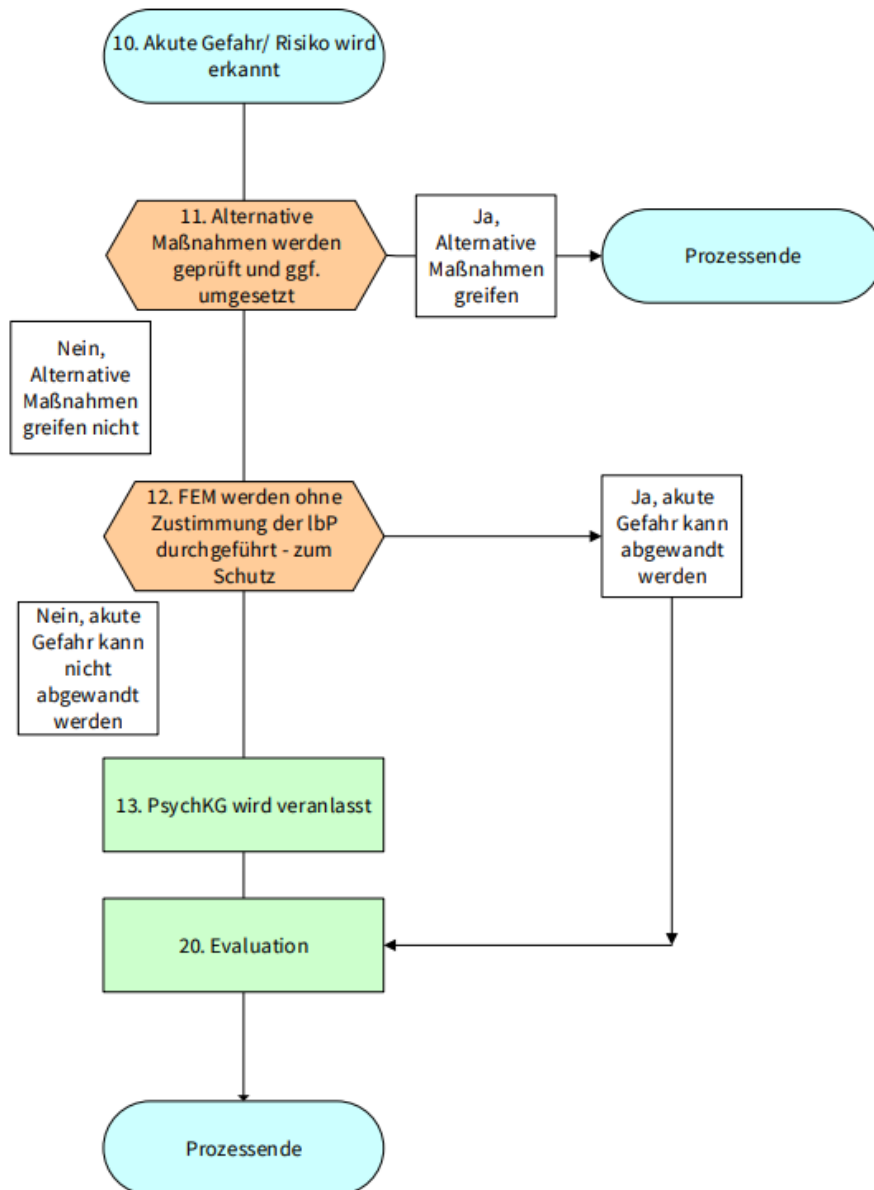 10. Akute Gefahr/ Risiko wird
erkannt
11. Alternative
Maßnahmen werden
geprüft und ggf.
umgesetzt
Ja,
Alternative
Maßnahmen
greifen
Prozessende
Nein,
Alternative
Maßnahmen
greifen nicht
12. FEM werden ohne
Zustimmung der lbP
durchgeführt - zum
Schutz
Ja, akute
Gefahr kann
abgewandt
werden
Nein, akute
Gefahr kann
nicht
abgewandt
werden
13. PsychKG wird veranlasst
20. Evaluation
Prozessende